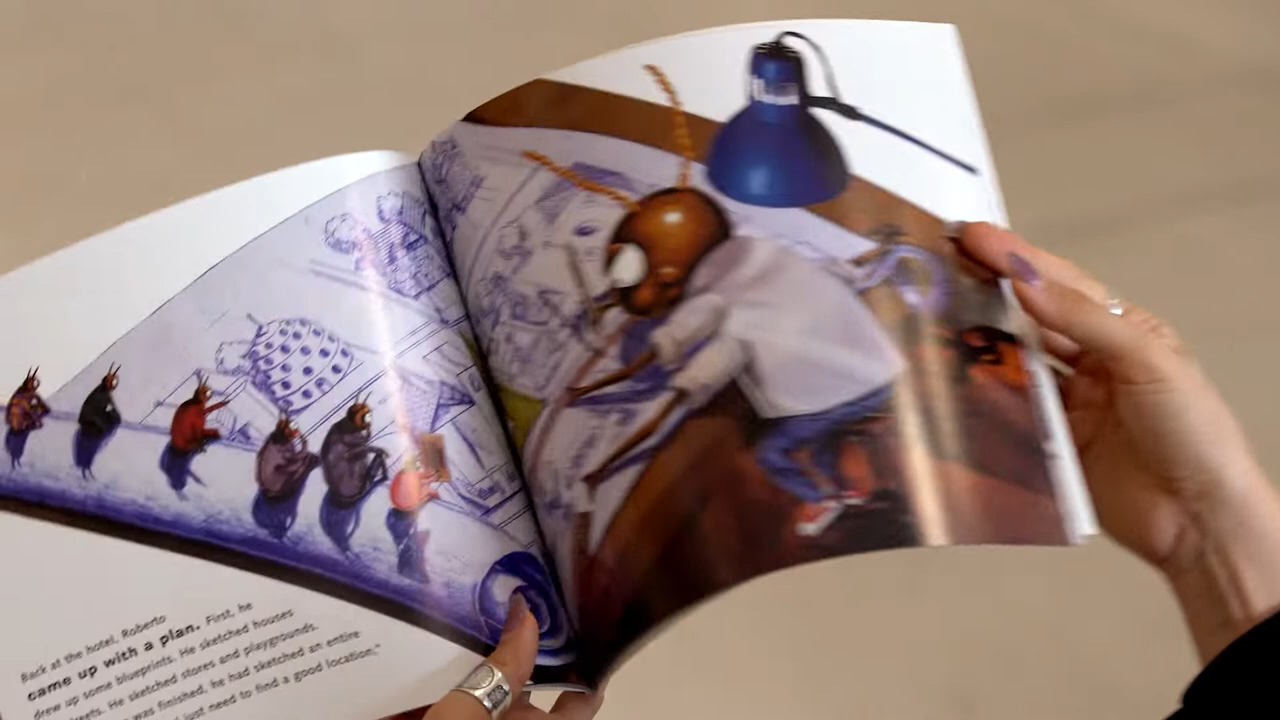 Back at the hotel, Roberto
came up with a plan. First, he
drew up some blueprints. He sketched houses
He sketched stores and playgrounds.
was finished, he had sketched an entire
just need to find a good location,"